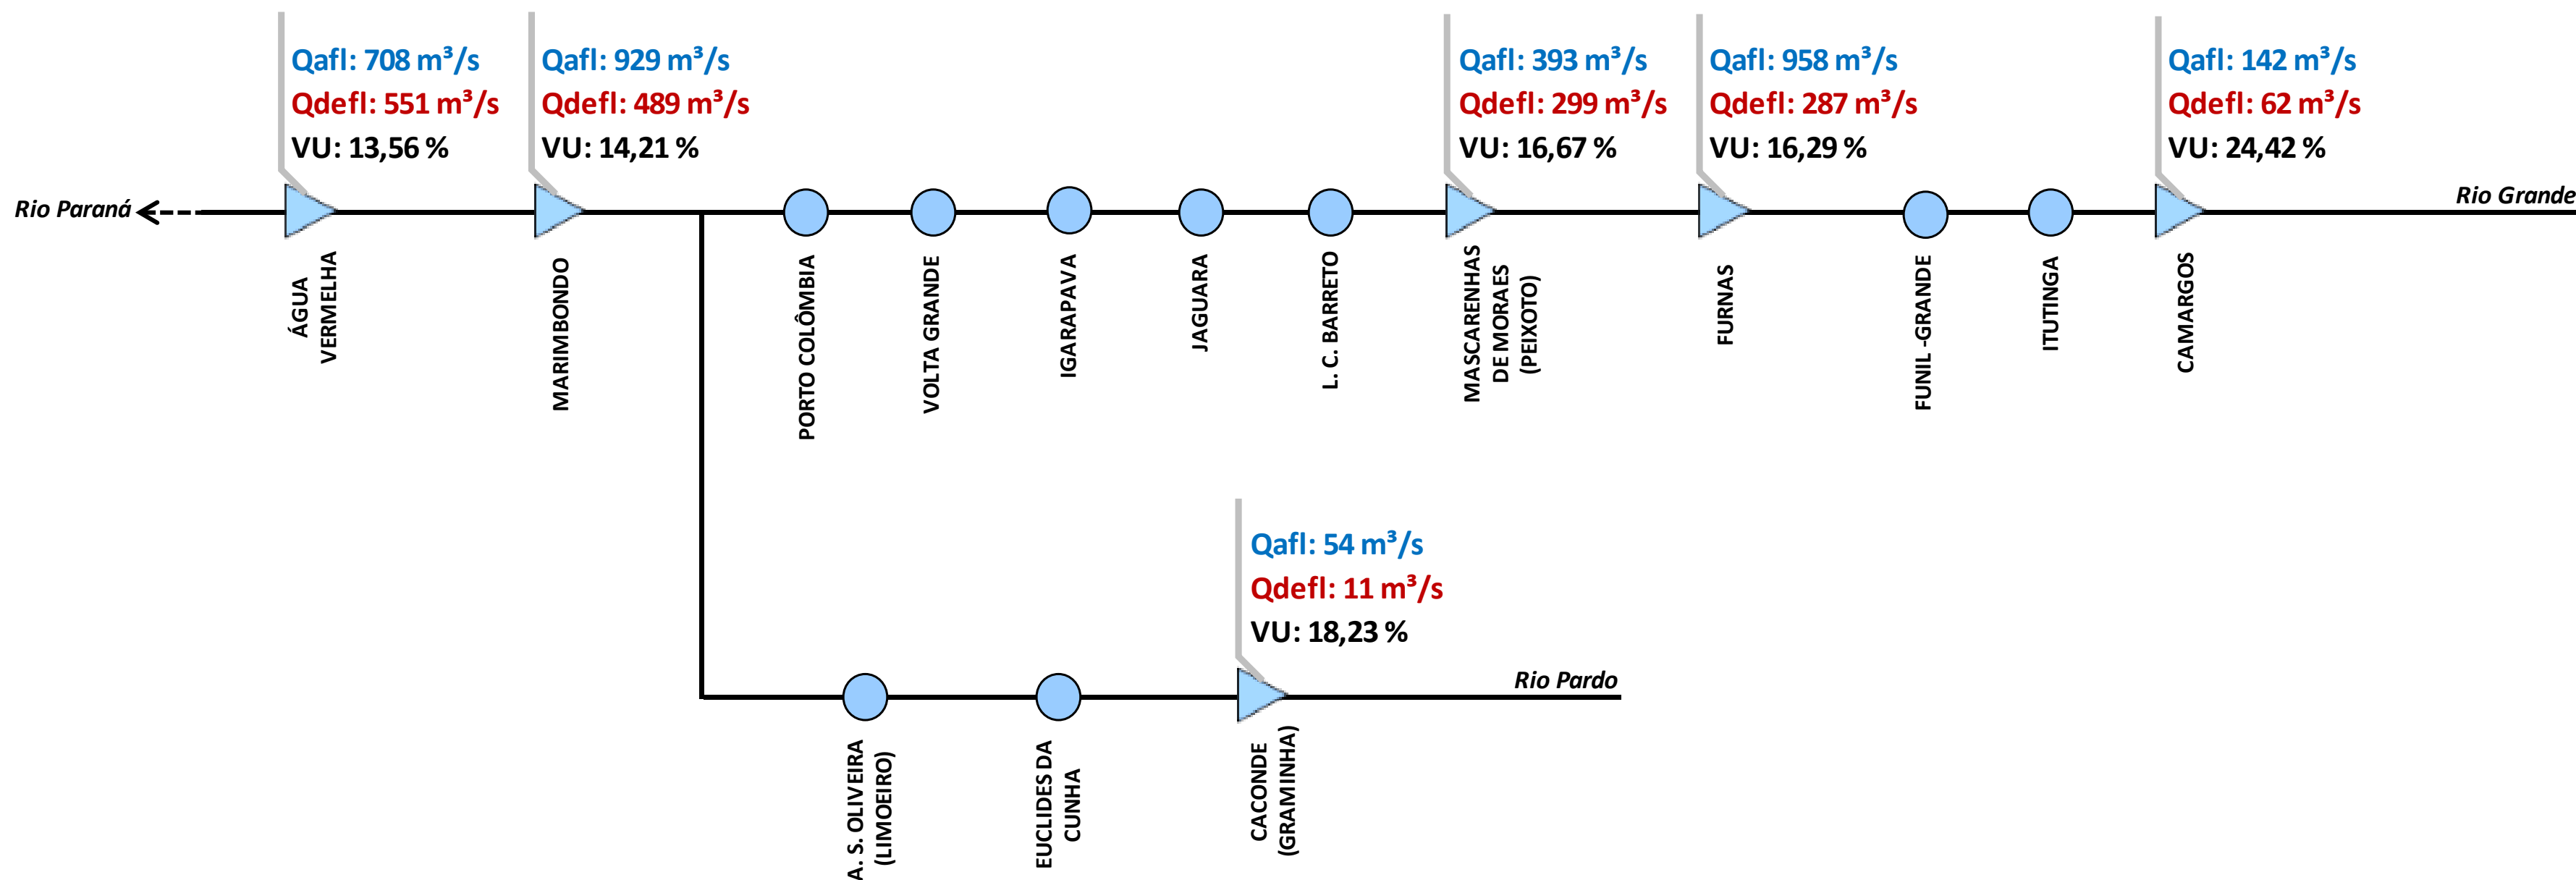 Qafl: 708 m³/s
Qdefl: 551 m³/s
VU: 13,56 %
Qafl: 929 m³/s
Qdefl: 489 m³/s
VU: 14,21 %
Qafl: 393 m³/s
Qdefl: 299 m³/s
VU: 16,67 %
Qafl: 958 m³/s
Qdefl: 287 m³/s
VU: 16,29 %
Qafl: 142 m³/s
Qdefl: 62 m³/s
VU: 24,42 %
Rio Paraná
Rio Grande
ÁGUA
VERMELHA
MARIMBONDO
PORTO COLÔMBIA
VOLTA GRANDE
IGARAPAVA
JAGUARA
L. C. BARRETO
MASCARENHAS
DE MORAES
(PEIXOTO)
FURNAS
FUNIL -GRANDE
ITUTINGA
CAMARGOS
Qafl: 54 m³/s
Qdefl: 11 m³/s
VU: 18,23 %
Rio Pardo
A. S. OLIVEIRA
(LIMOEIRO)
EUCLIDES DA
CUNHA
CACONDE
(GRAMINHA)